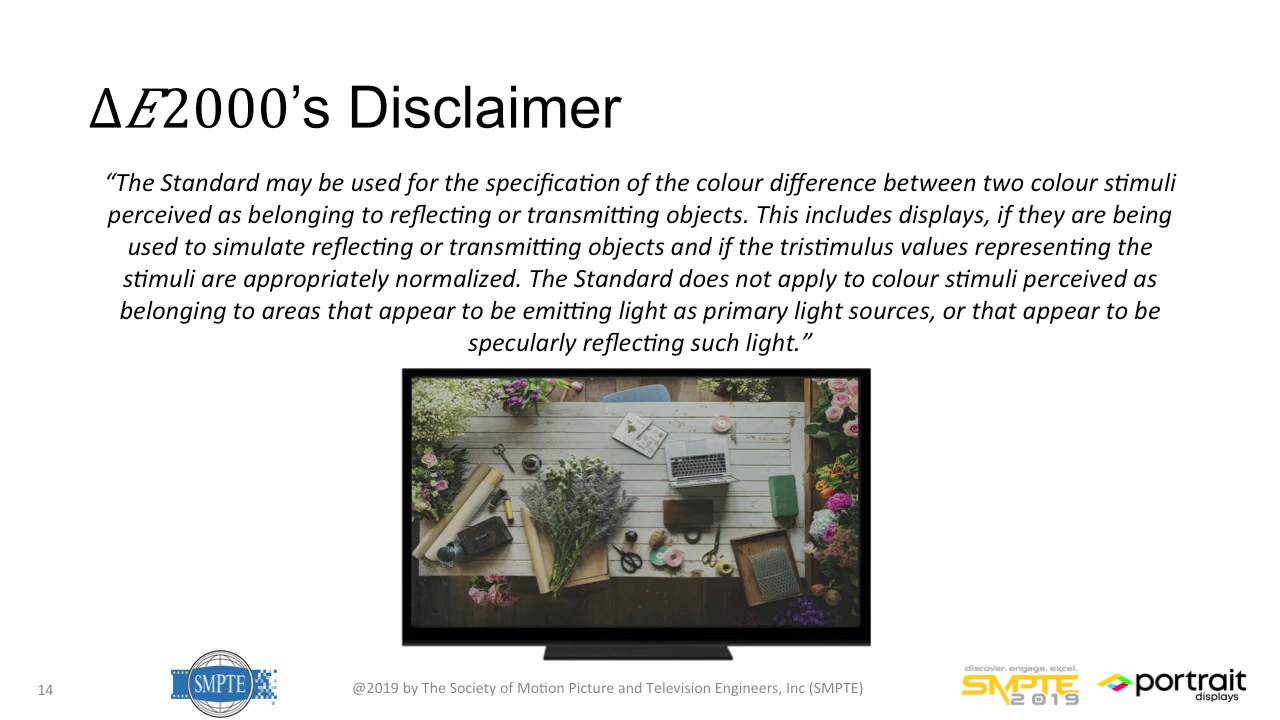 Δ𝐸2000’s Disclaimer
“The Standard may be used for the specification of the colour difference between two colour stimuli
perceived as belonging to reflecting or transmitting objects. This includes displays, if they are being
used to simulate reflecting or transmitting objects and if the tristimulus values representing the
stimuli are appropriately normalized. The Standard does not apply to colour stimuli perceived as
belonging to areas that appear to be emitting light as primary light sources, or that appear to be
specularly reflecting such light.”
14
SMPTE
@2019 by The Society of Motion Picture and Television Engineers, Inc (SMPTE)
discover. engage. excel.
SMPTE
2019
portrait
displays